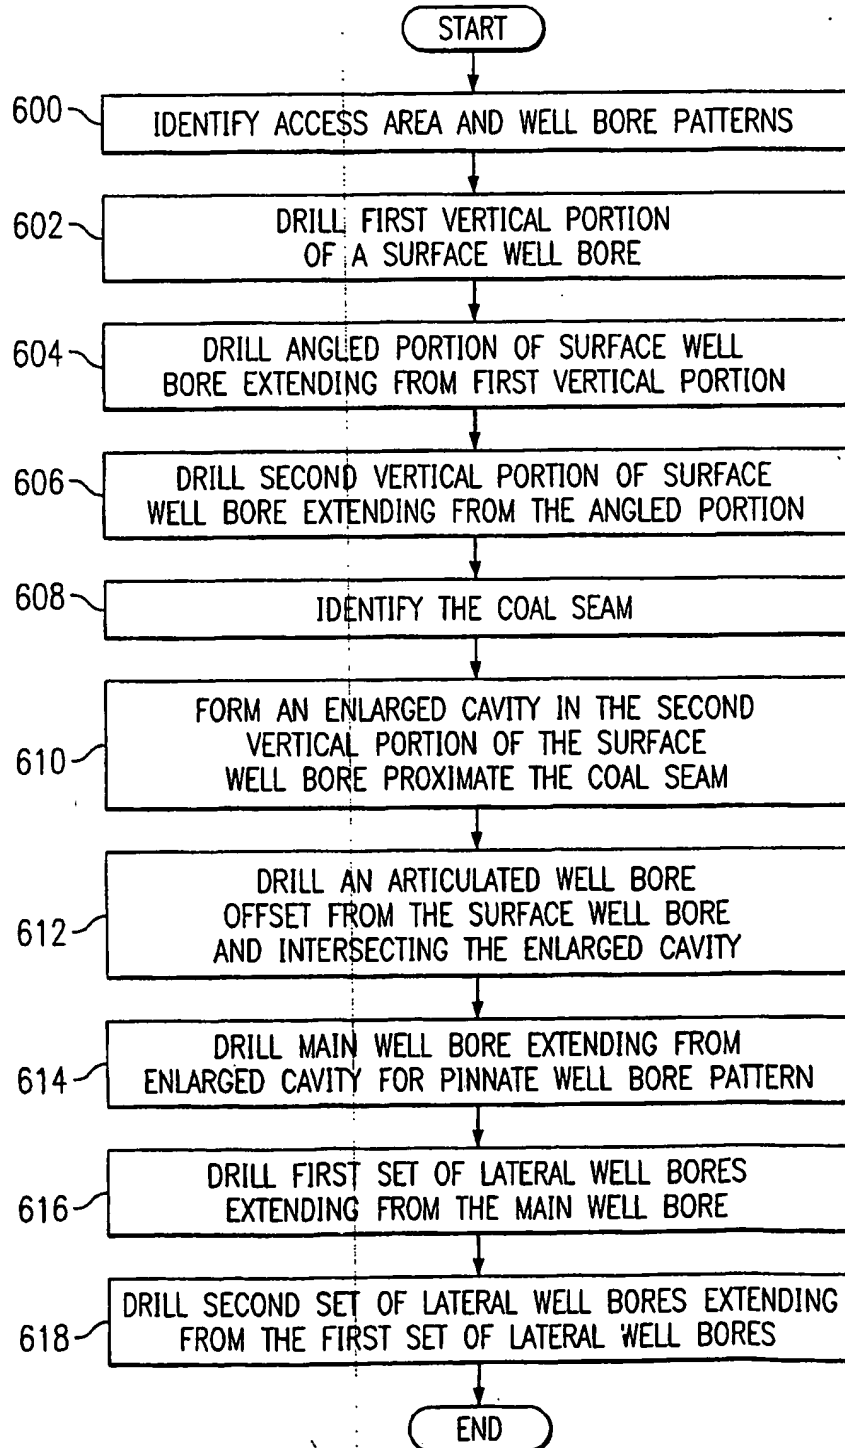 START
600
IDENTIFY ACCESS AREA AND WELL BORE PATTERNS
602
DRILL FIRST VERTICAL PORTION
OF A SURFACE WELL BORE
604
DRILL ANGLED PORTION OF SURFACE WELL
BORE EXTENDING FROM FIRST VERTICAL PORTION
606
DRILL SECOND VERTICAL PORTION OF SURFACE
WELL BORE EXTENDING FROM THE ANGLED PORTION
608
IDENTIFY THE COAL SEAM
610
FORM AN ENLARGED CAVITY IN THE SECOND
VERTICAL PORTION OF THE SURFACE
WELL BORE PROXIMATE THE COAL SEAM
612
DRILL AN ARTICULATED WELL BORE
OFFSET FROM THE SURFACE WELL BORE
AND INTERSECTING THE ENLARGED CAVITY
614
DRILL MAIN WELL BORE EXTENDING FROM
ENLARGED CAVITY FOR PINNATE WELL BORE PATTERN
616
DRILL FIRST SET OF LATERAL WELL BORES
EXTENDING FROM THE MAIN WELL BORE
618
DRILL SECOND SET OF LATERAL WELL BORES EXTENDING
FROM THE FIRST SET OF LATERAL WELL BORES
END